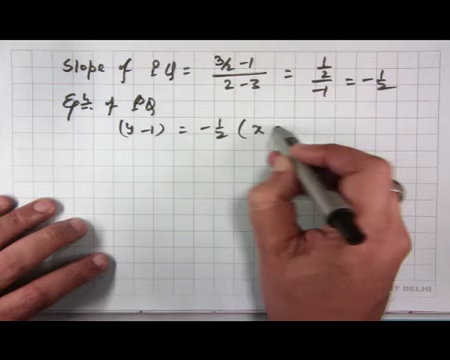 Slope of PQ = 3/2 - 1 / 2 - 3 = 1/2 / -1 = -1/2
Eqn. of PQ
(y - 1) = -1/2 ( x
DELHI